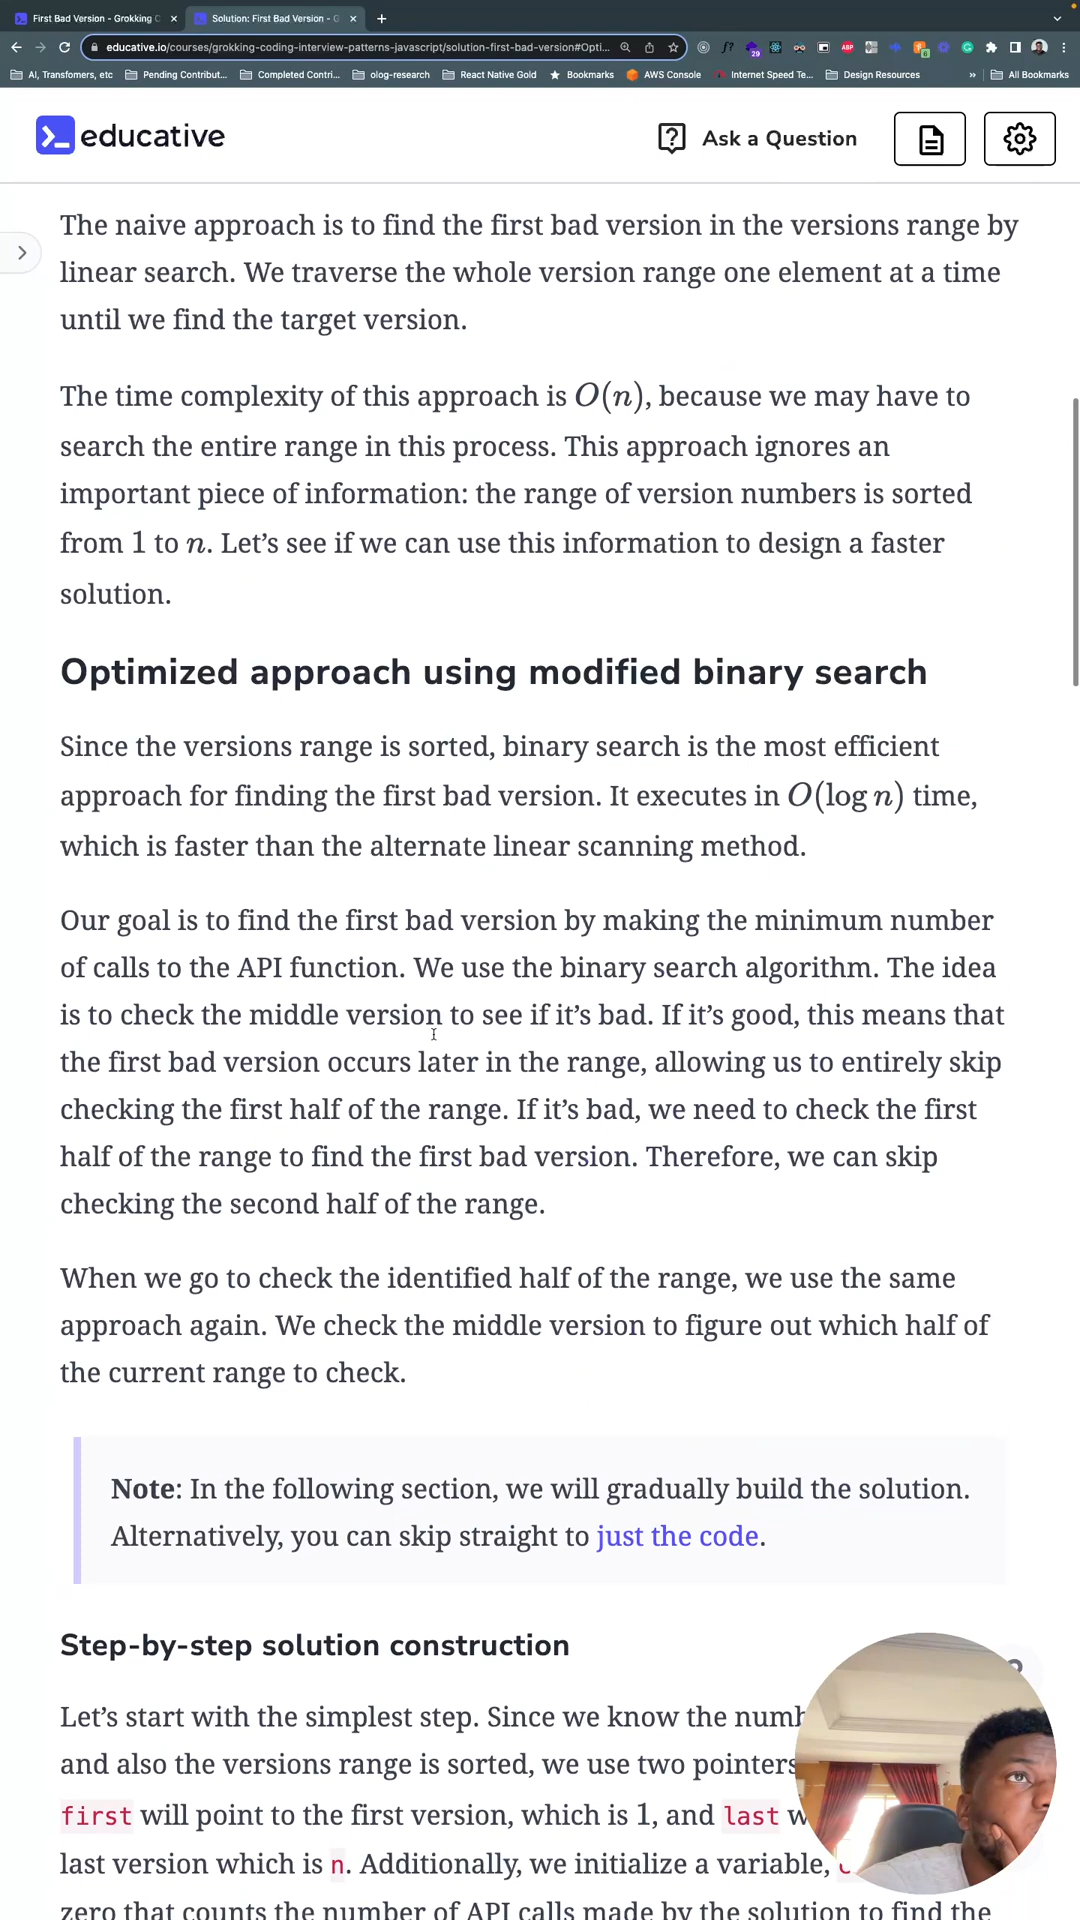 First Bad Version - Grokking C
Solution: First Bad Version - G
educative.io/courses/grokking-coding-interview-patterns-javascript/solution-first-bad-version#Opti...
AI, Transfomers, etc
Pending Contribut...
Completed Contri...
olog-research
React Native Gold
Bookmarks
AWS Console
Internet Speed Te...
Design Resources
»
All Bookmarks
educative
Ask a Question
The naive approach is to find the first bad version in the versions range by
linear search. We traverse the whole version range one element at a time
until we find the target version.
The time complexity of this approach is O(n), because we may have to
search the entire range in this process. This approach ignores an
important piece of information: the range of version numbers is sorted
from 1 to n. Let’s see if we can use this information to design a faster
solution.
Optimized approach using modified binary search
Since the versions range is sorted, binary search is the most efficient
approach for finding the first bad version. It executes in O(log n) time,
which is faster than the alternate linear scanning method.
Our goal is to find the first bad version by making the minimum number
of calls to the API function. We use the binary search algorithm. The idea
is to check the middle version to see if it’s bad. If it’s good, this means that
the first bad version occurs later in the range, allowing us to entirely skip
checking the first half of the range. If it’s bad, we need to check the first
half of the range to find the first bad version. Therefore, we can skip
checking the second half of the range.
When we go to check the identified half of the range, we use the same
approach again. We check the middle version to figure out which half of
the current range to check.
Note: In the following section, we will gradually build the solution.
Alternatively, you can skip straight to just the code.
Step-by-step solution construction
Let’s start with the simplest step. Since we know the numb
and also the versions range is sorted, we use two pointers
first will point to the first version, which is 1, and last w
last version which is n. Additionally, we initialize a variable,
zero that counts the number of API calls made by the solution to find the